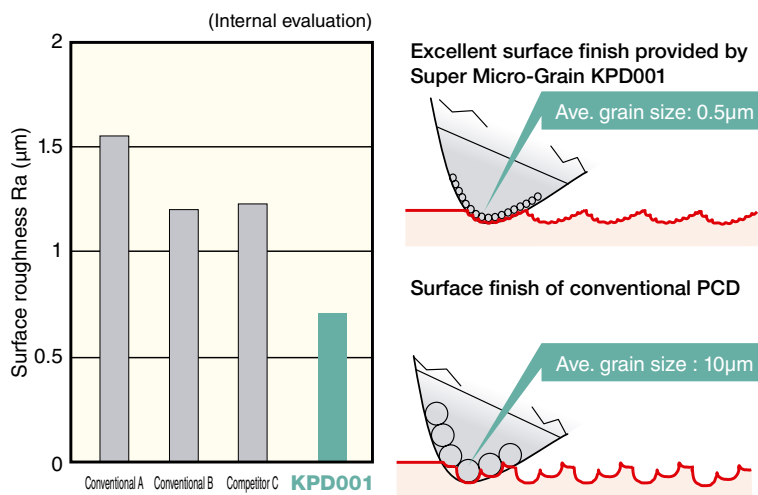 (Internal evaluation)
Surface roughness Ra (μm)
2
1.5
1
0.5
0
Conventional A
Conventional B
Competitor C
KPD001
Excellent surface finish provided by
Super Micro-Grain KPD001
Ave. grain size: 0.5μm
Surface finish of conventional PCD
Ave. grain size : 10μm